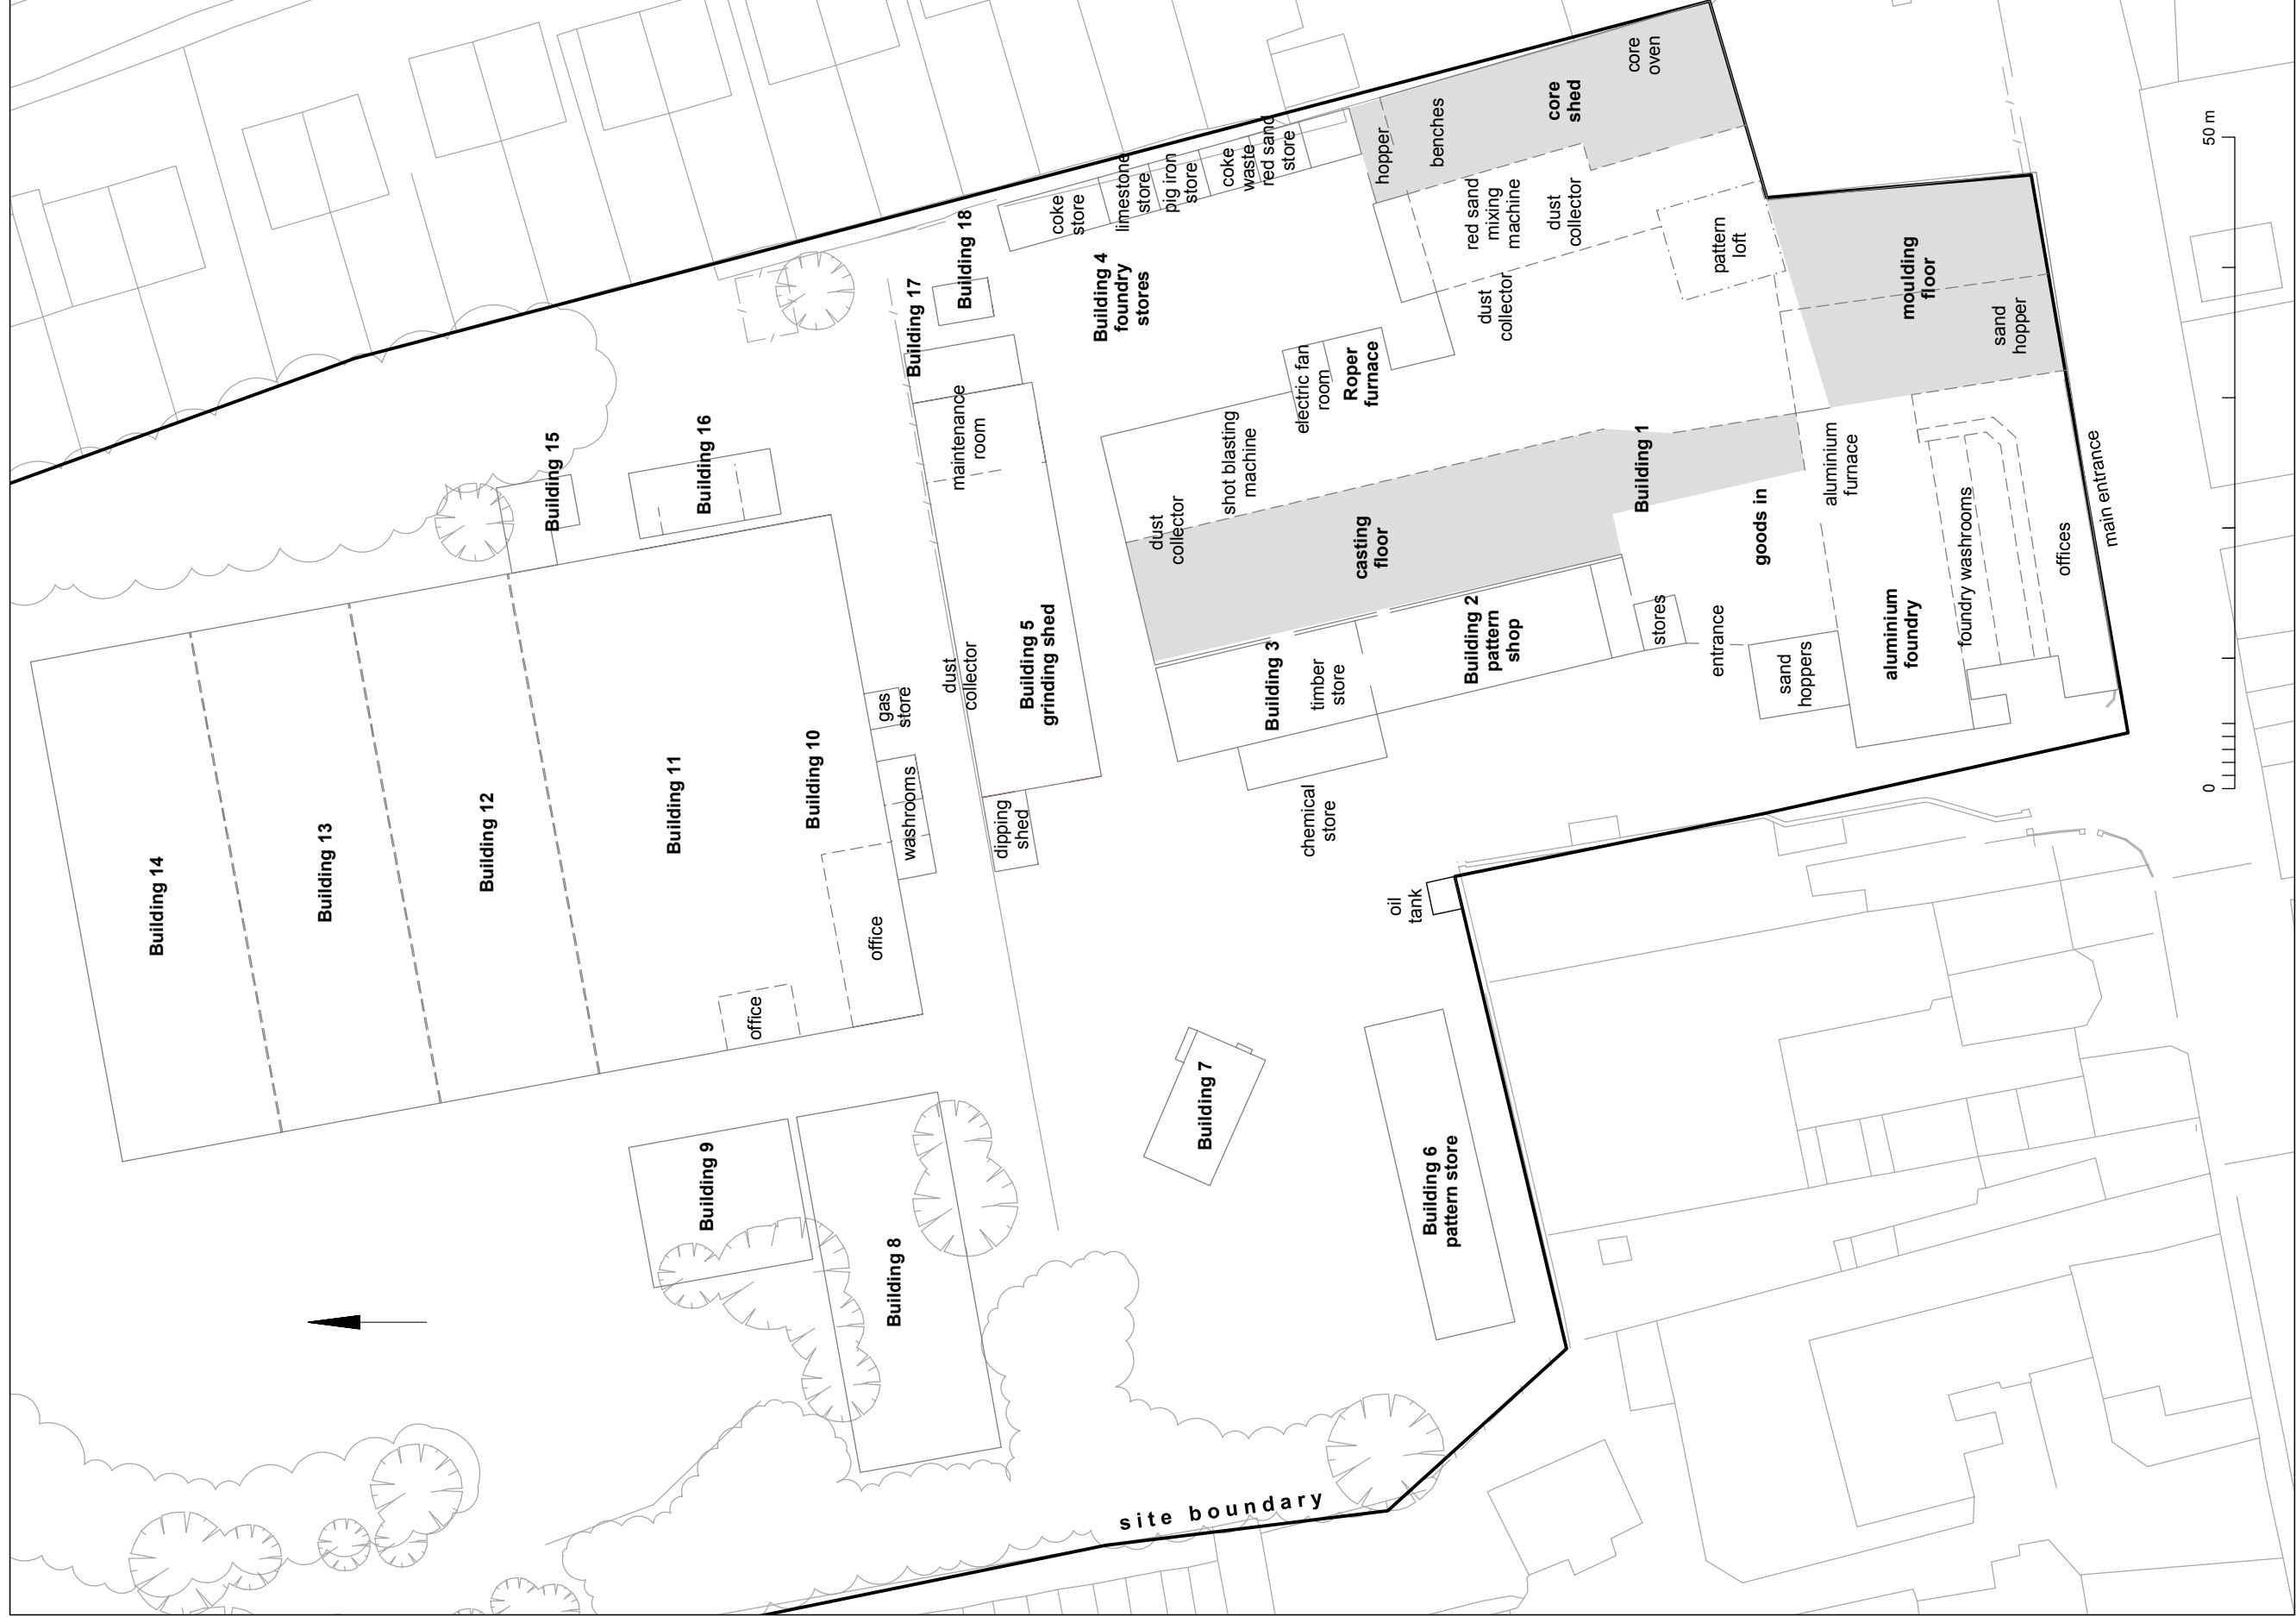 Building 14
Building 13
Building 12
Building 11
Building 10
office
office
washrooms
gas
store
Building 15
Building 16
Building 17
Building 18
Building 9
Building 8
maintenance
room
dust
collector
Building 5
grinding shed
dipping
shed
Building 4
foundry
stores
coke
store
limestone
store
pig iron
store
coke
waste
red sand
store
hopper
benches
core
shed
core
oven
red sand
mixing
machine
dust
collector
dust
collector
pattern
loft
moulding
floor
sand
hopper
electric fan
room
Roper
furnace
shot blasting
machine
dust
collector
casting
floor
Building 1
goods in
aluminium
furnace
Building 3
timber
store
Building 2
pattern
shop
stores
entrance
sand
hoppers
aluminium
foundry
foundry washrooms
offices
main entrance
chemical
store
oil
tank
Building 7
Building 6
pattern store
site boundary
0
50 m